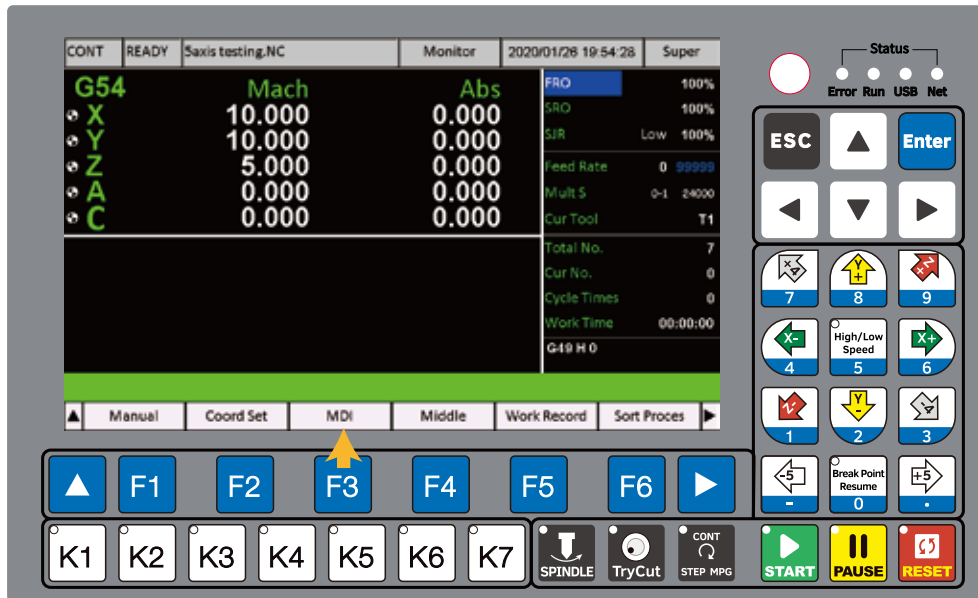 CONT READY 5axis testing.NC Monitor 2020/01/26 19:54:28 Super
G54 Mach Abs
X 10.000 0.000
Y 10.000 0.000
Z 5.000 0.000
A 0.000 0.000
C 0.000 0.000
FRO 100%
SRO 100%
SJR Low 100%
Feed Rate 0 99999
Mult S 0-1 24000
Cur Tool T1
Total No. 7
Cur No. 0
Cycle Times 0
Work Time 00:00:00
G49 H 0
Manual Coord Set MDI Middle Work Record Sort Proces
F1 F2 F3 F4 F5 F6
K1 K2 K3 K4 K5 K6 K7
SPINDLE
TryCut
CONT
STEP MPG
START
PAUSE
RESET
Status
Error Run USB Net
ESC Enter
7
Y
+
8
9
X-
4
High/Low
Speed
5
X+
6
1
Y
-
2
3
-5
-
Break Point
Resume
0
+5
.